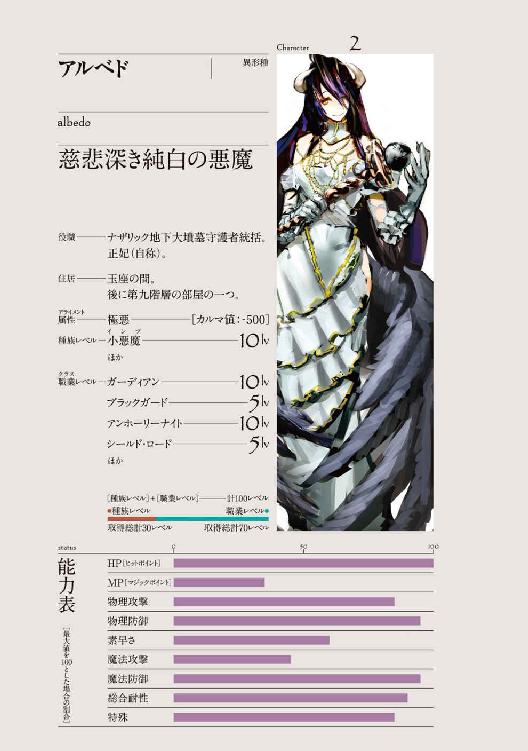 Character 2
アルベド
異形種
albedo
慈悲深き純白の悪魔
役職――ナザリック地下大墳墓守護者統括。
正妃(自称)。
住居――玉座の間。
後に第九階層の部屋の一つ。
アライメント
属性――極悪――[カルマ値:-500]
インプ
種族レベル―小悪魔――10lv
ほか
クラス
職業レベル―ガーディアン――10lv
ブラックガード――5lv
アンホーリーナイト――10lv
シールド・ロード――5lv
ほか
[種族レベル]+[職業レベル]――計100レベル
●種族レベル 職業レベル●
取得総計30レベル 取得総計70レベル
status 0 50 100
能力表
[最大値を100とした場合の割合]
HP[ヒットポイント]
MP[マジックポイント]
物理攻撃
物理防御
素早さ
魔法攻撃
魔法防御
総合耐性
特殊